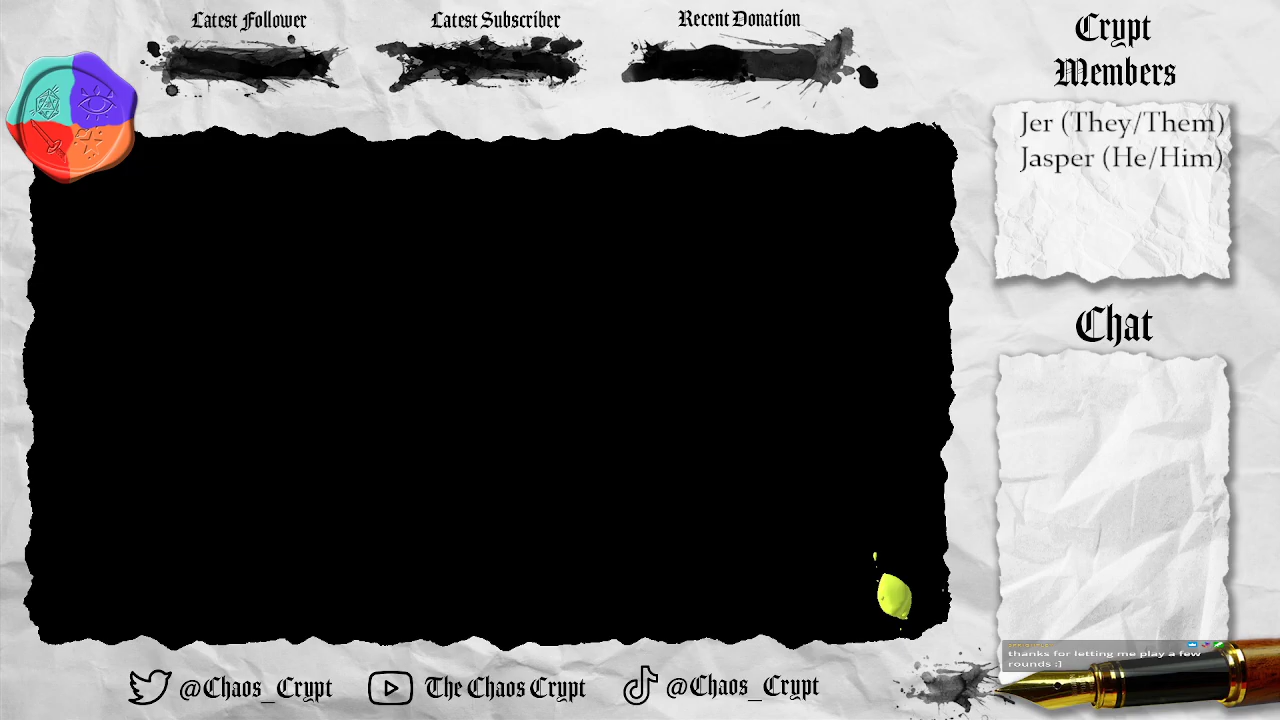 Latest Follower
Latest Subscriber
Recent Donation
Crypt
Members
Jer (They/Them)
Jasper (He/Him)
Chat
thanks for letting me play a few
rounds :]
@Chaos_Crypt
The Chaos Crypt
@Chaos_Crypt